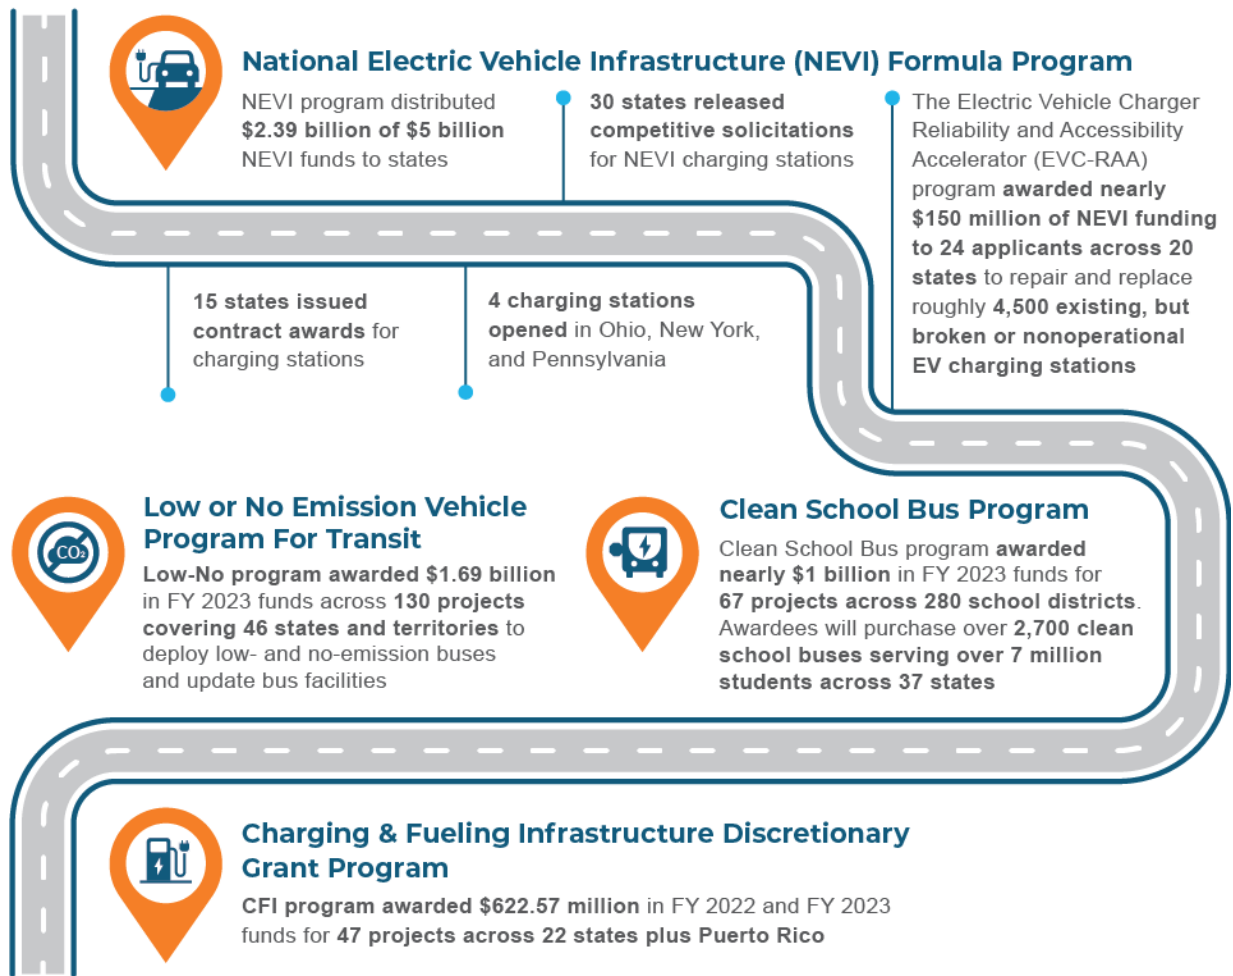 National Electric Vehicle Infrastructure (NEVI) Formula Program
NEVI program distributed
$2.39 billion of $5 billion
NEVI funds to states
30 states released
competitive solicitations
for NEVI charging stations
The Electric Vehicle Charger
Reliability and Accessibility
Accelerator (EVC-RAA)
program awarded nearly
$150 million of NEVI funding
to 24 applicants across 20
states to repair and replace
roughly 4,500 existing, but
broken or nonoperational
EV charging stations
15 states issued
contract awards for
charging stations
4 charging stations
opened in Ohio, New York,
and Pennsylvania
CO₂
Low or No Emission Vehicle
Program For Transit
Low-No program awarded $1.69 billion
in FY 2023 funds across 130 projects
covering 46 states and territories to
deploy low- and no-emission buses
and update bus facilities
Clean School Bus Program
Clean School Bus program awarded
nearly $1 billion in FY 2023 funds for
67 projects across 280 school districts.
Awardees will purchase over 2,700 clean
school buses serving over 7 million
students across 37 states
Charging & Fueling Infrastructure Discretionary
Grant Program
CFI program awarded $622.57 million in FY 2022 and FY 2023
funds for 47 projects across 22 states plus Puerto Rico